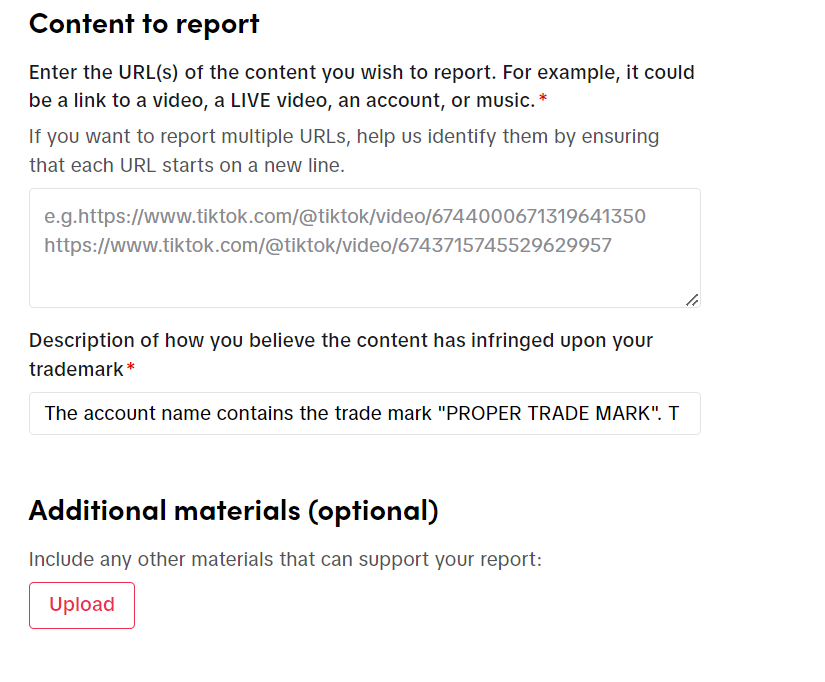 Content to report
Enter the URL(s) of the content you wish to report. For example, it could
be a link to a video, a LIVE video, an account, or music.*
If you want to report multiple URLs, help us identify them by ensuring
that each URL starts on a new line.
e.g.https://www.tiktok.com/@tiktok/video/6744000671319641350
https://www.tiktok.com/@tiktok/video/6743715745529629957
Description of how you believe the content has infringed upon your
trademark*
The account name contains the trade mark "PROPER TRADE MARK". T
Additional materials (optional)
Include any other materials that can support your report:
Upload